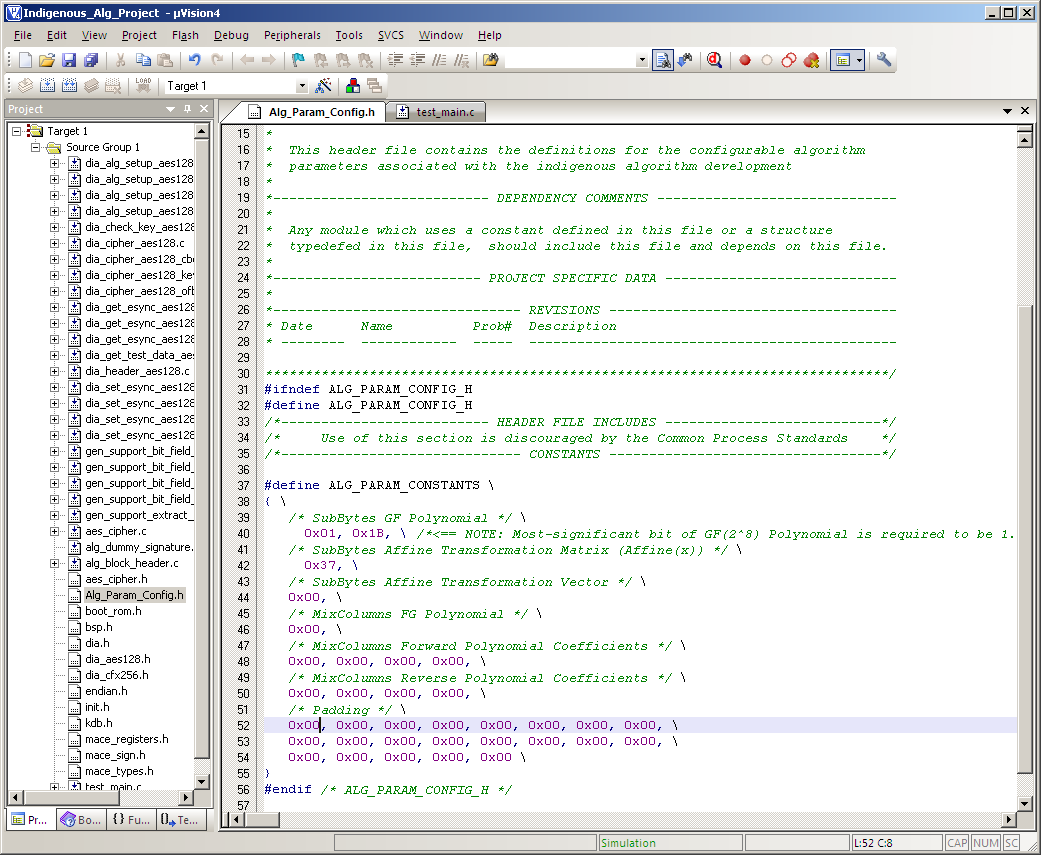 Indigenous_Alg_Project - µVision4
File Edit View Project Flash Debug Peripherals Tools SVCS Window Help
LOAD Target 1
Project
Alg_Param_Config.h test_main.c
Target 1
Source Group 1
dia_alg_setup_aes128
dia_alg_setup_aes128
dia_alg_setup_aes128
dia_alg_setup_aes128
dia_check_key_aes128
dia_cipher_aes128.c
dia_cipher_aes128_cb
dia_cipher_aes128_ke
dia_cipher_aes128_of
dia_get_esync_aes128
dia_get_esync_aes128
dia_get_esync_aes128
dia_get_test_data_aes
dia_header_aes128.c
dia_set_esync_aes128
dia_set_esync_aes128
dia_set_esync_aes128
dia_set_esync_aes128
gen_support_bit_field_
gen_support_bit_field_
gen_support_bit_field_
gen_support_extract_
aes_cipher.c
alg_dummy_signature.
alg_block_header.c
aes_cipher.h
Alg_Param_Config.h
boot_rom.h
bsp.h
dia.h
dia_aes128.h
dia_cfx256.h
endian.h
init.h
kdb.h
mace_registers.h
mace_sign.h
mace_types.h
test_main.c
Pr... Bo... {} Fu... 0 Te...
15 *
16 * This header file contains the definitions for the configurable algorithm
17 * parameters associated with the indigenous algorithm development
18 *
19 *--------------------------- DEPENDENCY COMMENTS ------------------------------
20 *
21 * Any module which uses a constant defined in this file or a structure
22 * typedefed in this file, should include this file and depends on this file.
23 *
24 *-------------------------- PROJECT SPECIFIC DATA -----------------------------
25 *
26 *------------------------------- REVISIONS ------------------------------------
27 * Date Name Prob# Description
28 * -------- ------------ ----- ----------------------------------------------
29
30 ******************************************************************************/
31 #ifndef ALG_PARAM_CONFIG_H
32 #define ALG_PARAM_CONFIG_H
33 /*-------------------------- HEADER FILE INCLUDES ---------------------------*/
34 /* Use of this section is discouraged by the Common Process Standards */
35 /*------------------------------ CONSTANTS ----------------------------------*/
36
37 #define ALG_PARAM_CONSTANTS \
38 { \
39 /* SubBytes GF Polynomial */ \
40 0x01, 0x1B, \ /*<== NOTE: Most-significant bit of GF(2^8) Polynomial is required to be 1.
41 /* SubBytes Affine Transformation Matrix (Affine(x)) */ \
42 0x37, \
43 /* SubBytes Affine Transformation Vector */ \
44 0x00, \
45 /* MixColumns FG Polynomial */ \
46 0x00, \
47 /* MixColumns Forward Polynomial Coefficients */ \
48 0x00, 0x00, 0x00, 0x00, \
49 /* MixColumns Reverse Polynomial Coefficients */ \
50 0x00, 0x00, 0x00, 0x00, \
51 /* Padding */ \
52 0x00, 0x00, 0x00, 0x00, 0x00, 0x00, 0x00, 0x00, \
53 0x00, 0x00, 0x00, 0x00, 0x00, 0x00, 0x00, 0x00, \
54 0x00, 0x00, 0x00, 0x00, 0x00 \
55 }
56 #endif /* ALG_PARAM_CONFIG_H */
57
Simulation L:52 C:8 CAP NUM SC